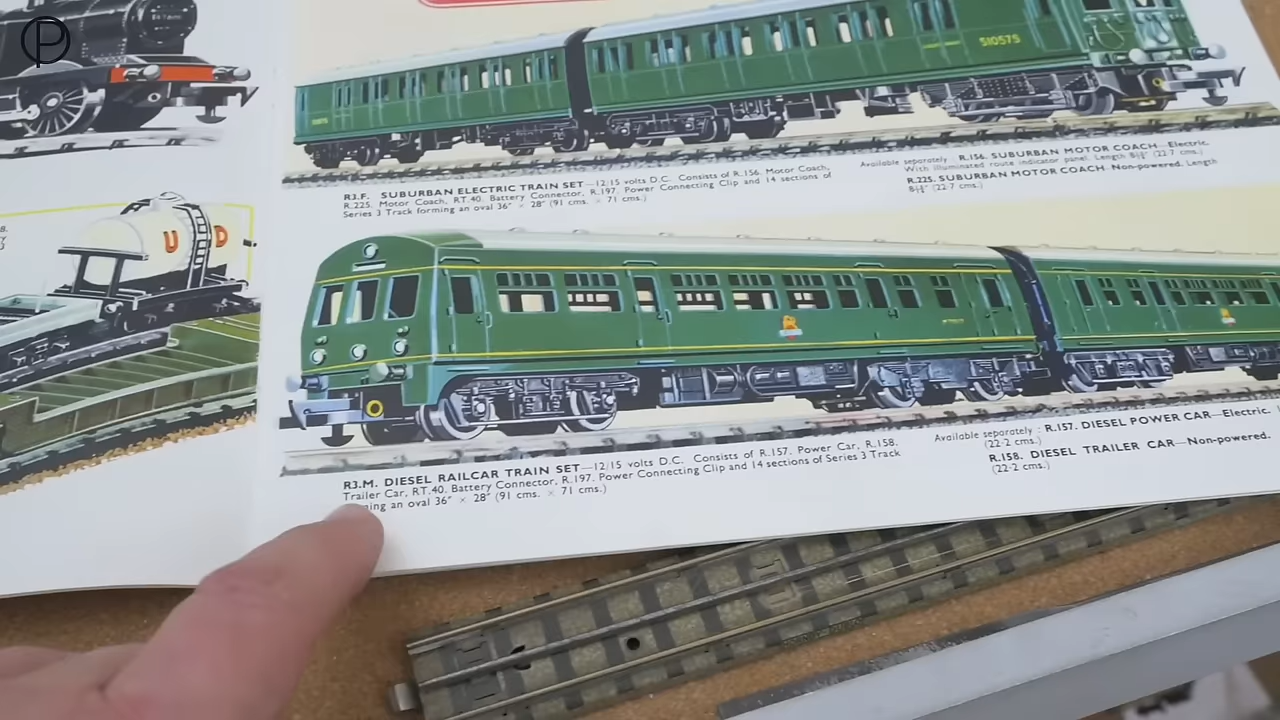 P
U D
S10575
R3.F. SUBURBAN ELECTRIC TRAIN SET—12/15 volts D.C. Consists of R.156. Motor Coach,
R.225. Motor Coach, RT.40. Battery Connector, R.197. Power Connecting Clip and 14 sections of
Series 3 Track forming an oval 36″ × 28″ (91 cms. × 71 cms.)
Available separately : R.156. SUBURBAN MOTOR COACH—Electric.
With illuminated route indicator panel. Length 8 15/16″ (22·7 cms.)
R.225. SUBURBAN MOTOR COACH—Non-powered. Length
(22·7 cms.)
R3.M. DIESEL RAILCAR TRAIN SET—12/15 volts D.C. Consists of R.157. Power Car, R.158.
Trailer Car, RT.40. Battery Connector, R.197. Power Connecting Clip and 14 sections of Series 3 Track
ing an oval 36″ × 28″ (91 cms. × 71 cms.)
Available separately : R.157. DIESEL POWER CAR—Electric.
(22·2 cms.)
R.158. DIESEL TRAILER CAR—Non-powered.
(22·2 cms.)